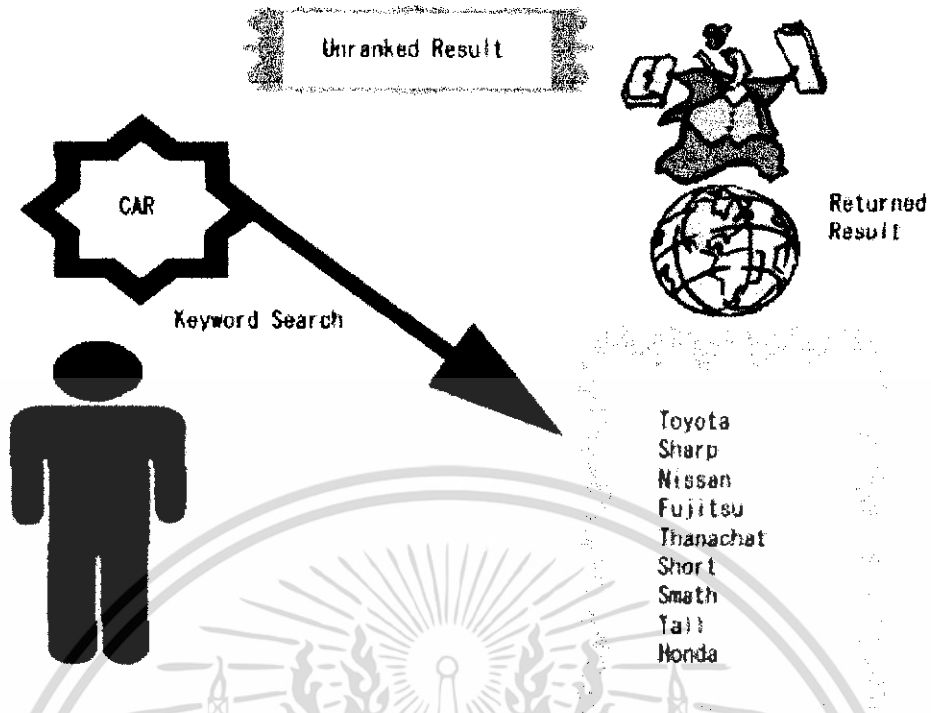 Unranked Result
CAR
Keyword Search
Returned
Result
Toyota
Sharp
Nissan
Fujitsu
Thanachat
Short
Smath
Tall
Honda